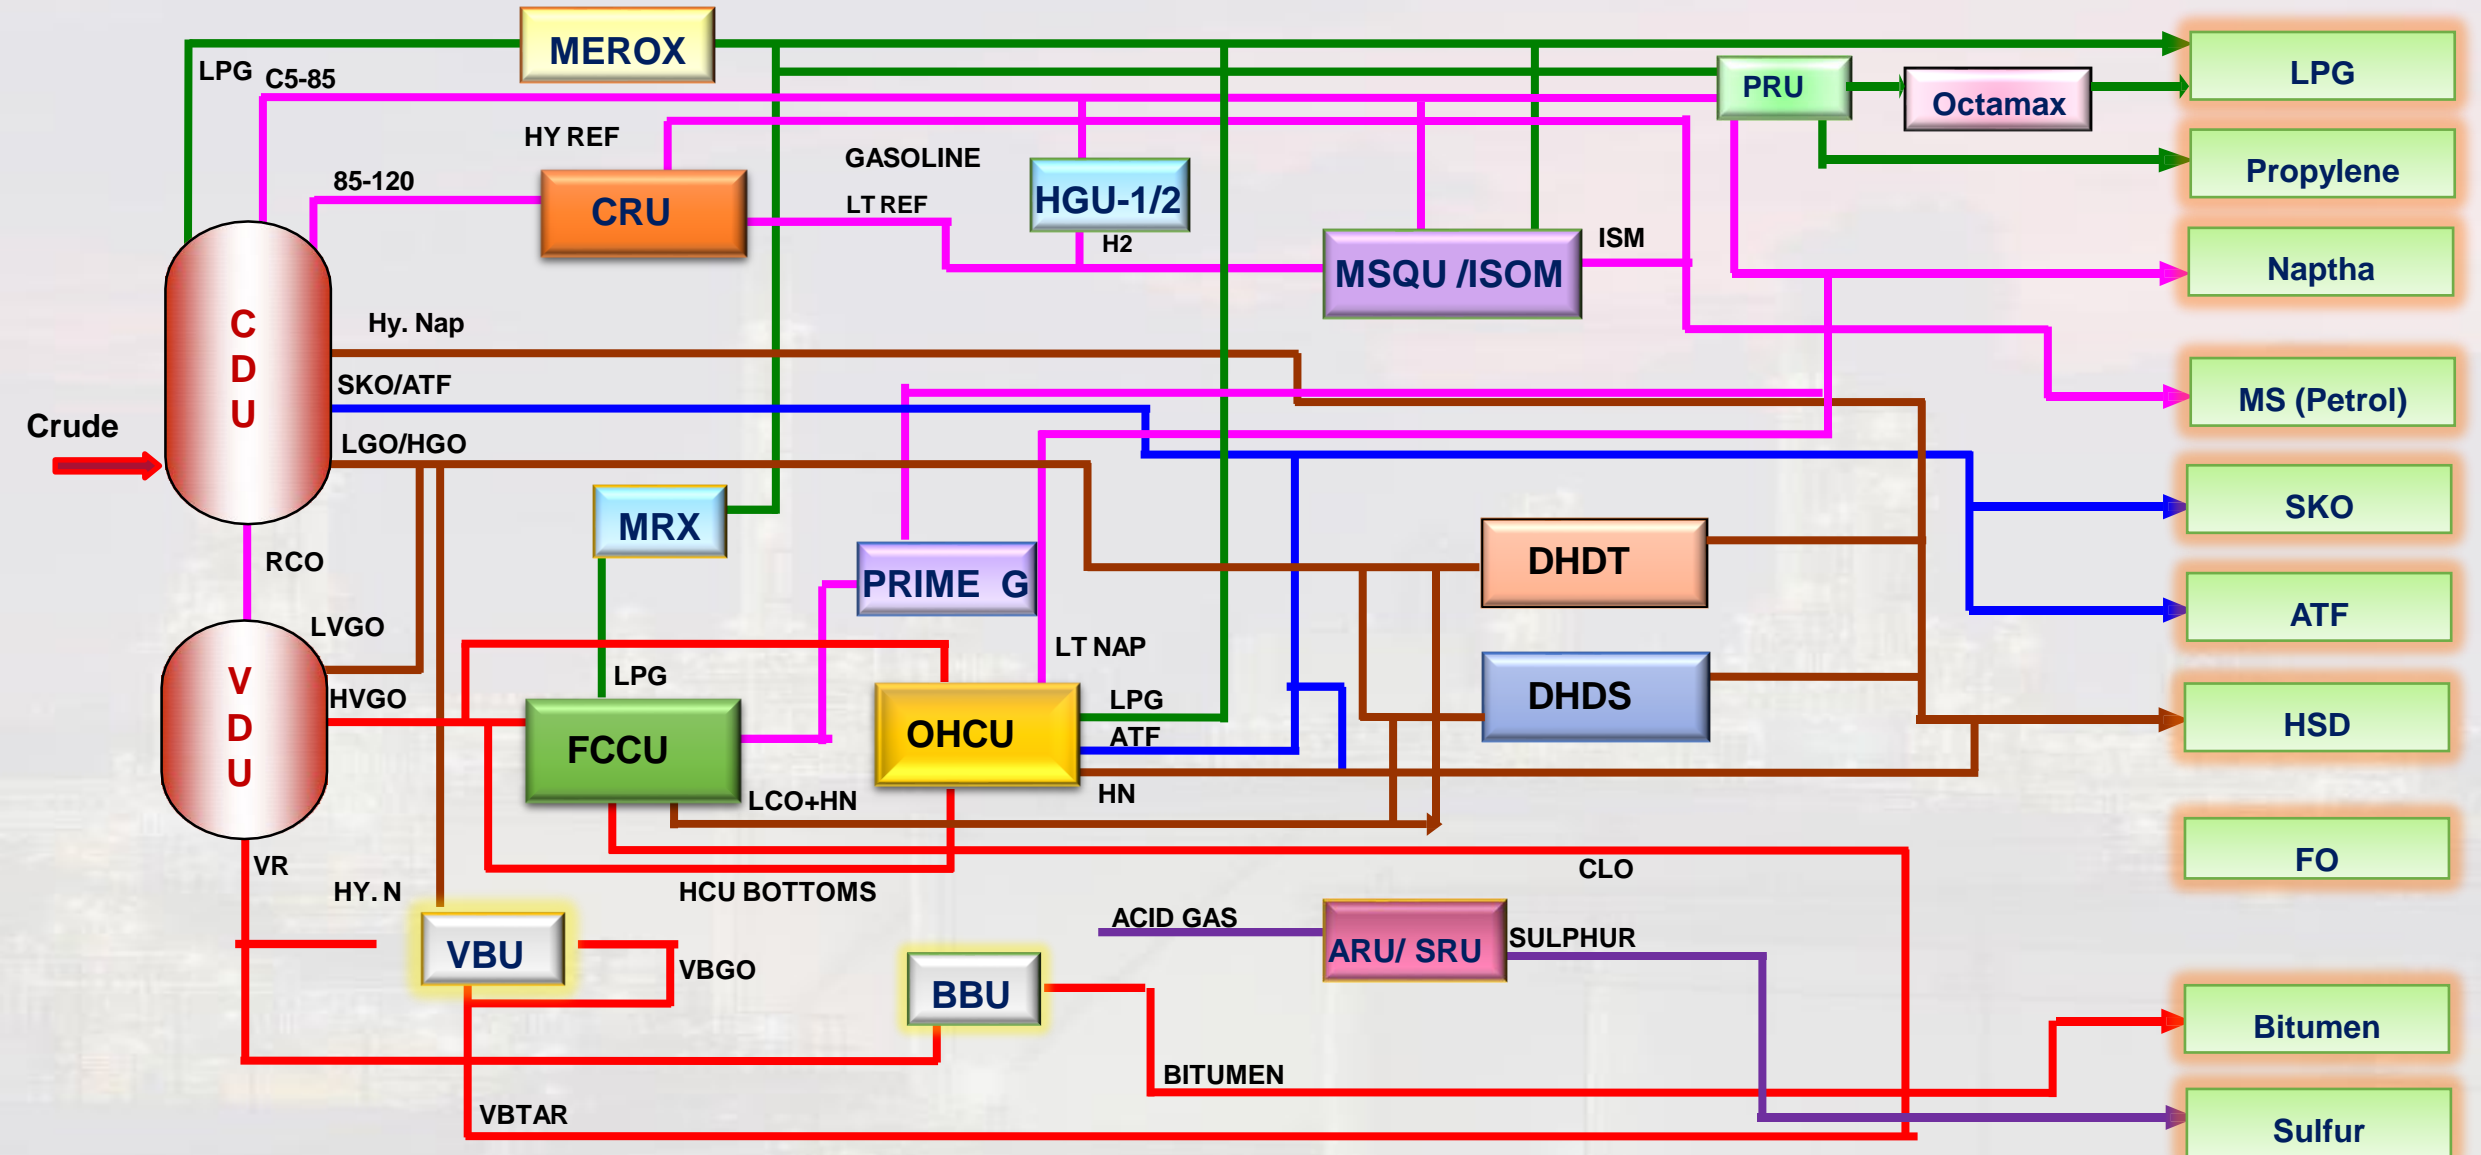 MEROX
LPG
C5-85
LPG
PRU
Octamax
HY REF
GASOLINE
Propylene
85-120
CRU
LT REF
HGU-1/2
H2
ISM
MSQU /ISOM
Naptha
C
D
U
Hy. Nap
SKO/ATF
MS (Petrol)
Crude
LGO/HGO
MRX
SKO
RCO
PRIME G
DHDT
ATF
LVGO
LT NAP
V
D
U
LPG
HVGO
LPG
DHDS
FCCU
OHCU
ATF
HSD
LCO+HN
HN
VR
CLO
FO
HY. N
HCU BOTTOMS
ACID GAS
VBU
VBGO
ARU/ SRU
SULPHUR
BBU
Bitumen
BITUMEN
VBTAR
Sulfur